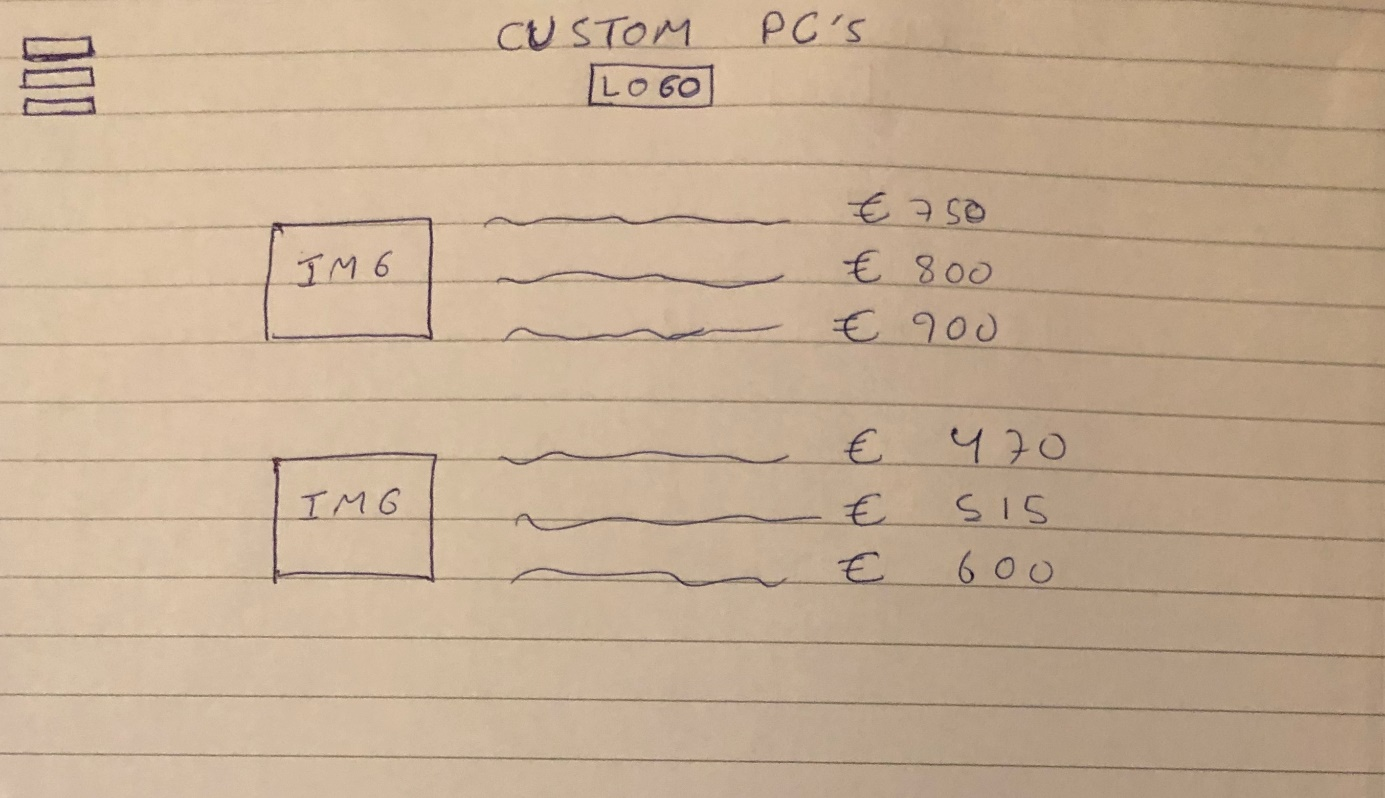 CUSTOM PC's
LOGO
IMG
€ 750
€ 800
€ 900
IMG
€ 470
€ 515
€ 600